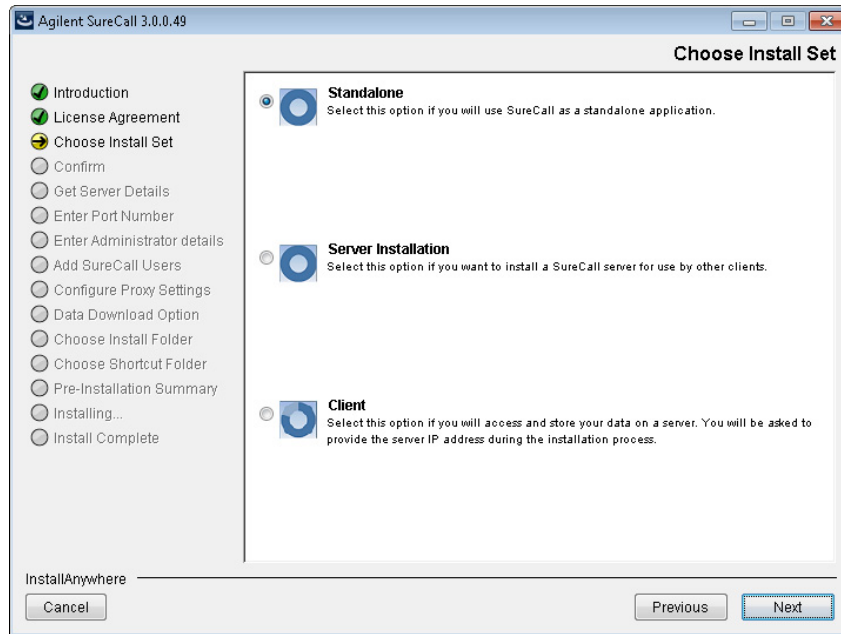 Agilent SureCall 3.0.0.49
Choose Install Set
Introduction
License Agreement
Choose Install Set
Confirm
Get Server Details
Enter Port Number
Enter Administrator details
Add SureCall Users
Configure Proxy Settings
Data Download Option
Choose Install Folder
Choose Shortcut Folder
Pre-Installation Summary
Installing...
Install Complete
Standalone
Select this option if you will use SureCall as a standalone application.
Server Installation
Select this option if you want to install a SureCall server for use by other clients.
Client
Select this option if you will access and store your data on a server. You will be asked to
provide the server IP address during the installation process.
InstallAnywhere
Cancel
Previous
Next